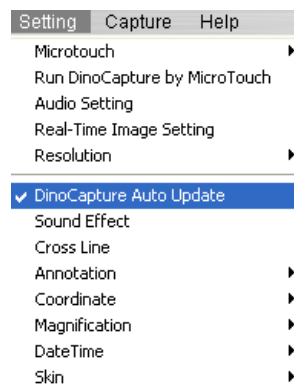 Setting Capture Help
Microtouch
Run DinoCapture by MicroTouch
Audio Setting
Real-Time Image Setting
Resolution
DinoCapture Auto Update
Sound Effect
Cross Line
Annotation
Coordinate
Magnification
DateTime
Skin